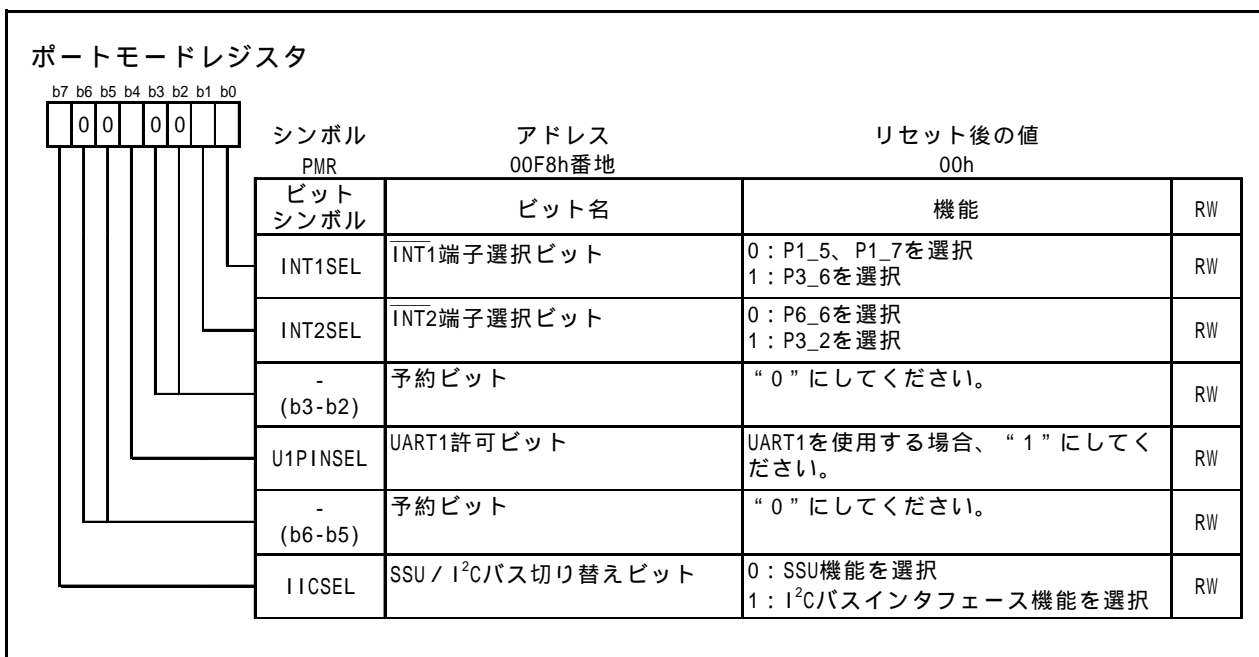 ポートモードレジスタ
b7 b6 b5 b4 b3 b2 b1 b0
0 0 0 0
シンボル アドレス リセット後の値
PMR 00F8h番地 00h
ビット
シンボル ビット名 機能 RW
INT1SEL INT1端子選択ビット 0：P1_5、P1_7を選択
1：P3_6を選択 RW
INT2SEL INT2端子選択ビット 0：P6_6を選択
1：P3_2を選択 RW
-
(b3-b2) 予約ビット “0”にしてください。 RW
U1PINSEL UART1許可ビット UART1を使用する場合、“1”にしてく
ださい。 RW
-
(b6-b5) 予約ビット “0”にしてください。 RW
IICSEL SSU／I²Cバス切り替えビット 0：SSU機能を選択
1：I²Cバスインタフェース機能を選択 RW